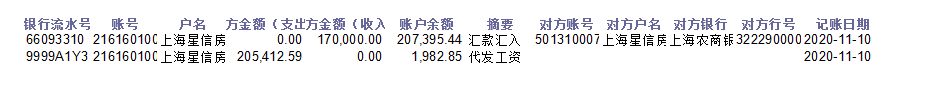 银行流水号 账号 户名 方金额（支出 方金额（收入 账户余额 摘要 对方账号 对方户名 对方银行 对方行号 记账日期
66093310 216160100 上海星信房 0.00 170,000.00 207,395.44 汇款汇入 501310007 上海星信房 上海农商银 322290000 2020-11-10
9999A1Y3 216160100 上海星信房 205,412.59 0.00 1,982.85 代发工资 2020-11-10